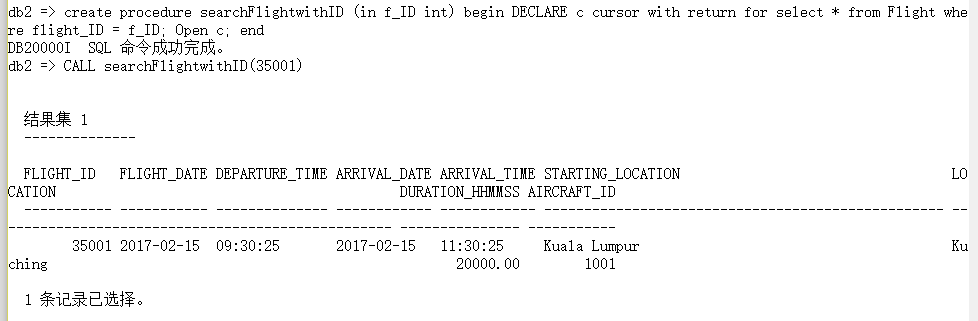 db2 => create procedure searchFlightwithID (in f_ID int) begin DECLARE c cursor with return for select * from Flight whe
re flight_ID = f_ID; Open c; end
DB20000I  SQL 命令成功完成。
db2 => CALL searchFlightwithID(35001)
结果集 1
--------------
FLIGHT_ID   FLIGHT_DATE DEPARTURE_TIME ARRIVAL_DATE ARRIVAL_TIME STARTING_LOCATION                                  LO
CATION                                           DURATION_HHMMSS AIRCRAFT_ID
----------- ----------- -------------- ------------ ------------ -------------------------------------------------- --
------------------------------------------------ --------------- -----------
35001 2017-02-15  09:30:25       2017-02-15   11:30:25     Kuala Lumpur                                       Ku
ching                                                   20000.00        1001
1 条记录已选择。